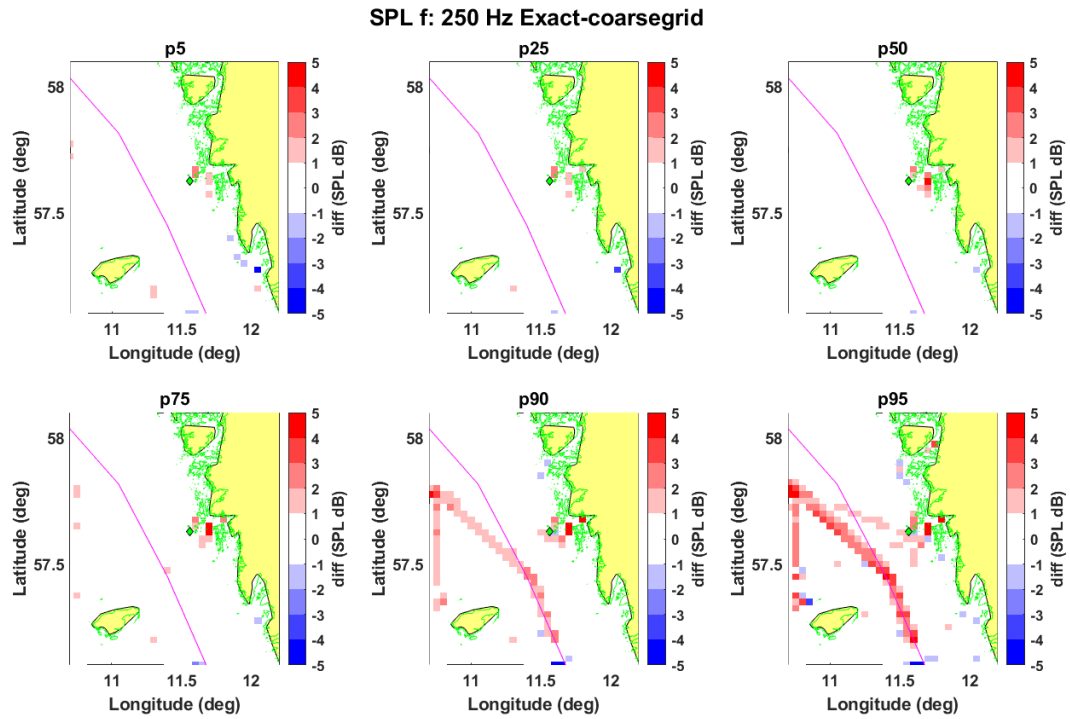 SPL f: 250 Hz Exact-coarsegrid
p5
58
57.5
Latitude (deg)
11 11.5 12
Longitude (deg)
5
4
3
2
1
0
-1
-2
-3
-4
-5
diff (SPL dB)
p25
58
57.5
Latitude (deg)
11 11.5 12
Longitude (deg)
5
4
3
2
1
0
-1
-2
-3
-4
-5
diff (SPL dB)
p50
58
57.5
Latitude (deg)
11 11.5 12
Longitude (deg)
5
4
3
2
1
0
-1
-2
-3
-4
-5
diff (SPL dB)
p75
58
57.5
Latitude (deg)
11 11.5 12
Longitude (deg)
5
4
3
2
1
0
-1
-2
-3
-4
-5
diff (SPL dB)
p90
58
57.5
Latitude (deg)
11 11.5 12
Longitude (deg)
5
4
3
2
1
0
-1
-2
-3
-4
-5
diff (SPL dB)
p95
58
57.5
Latitude (deg)
11 11.5 12
Longitude (deg)
5
4
3
2
1
0
-1
-2
-3
-4
-5
diff (SPL dB)